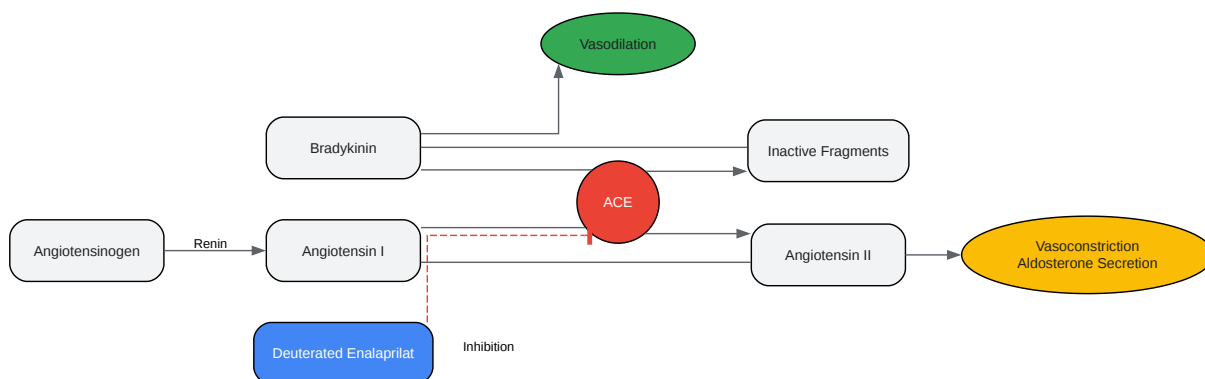 Vasodilation
Bradykinin
Inactive Fragments
ACE
Angiotensinogen
Renin
Angiotensin I
Angiotensin II
Vasoconstriction
Aldosterone Secretion
Deuterated Enalaprilat
Inhibition